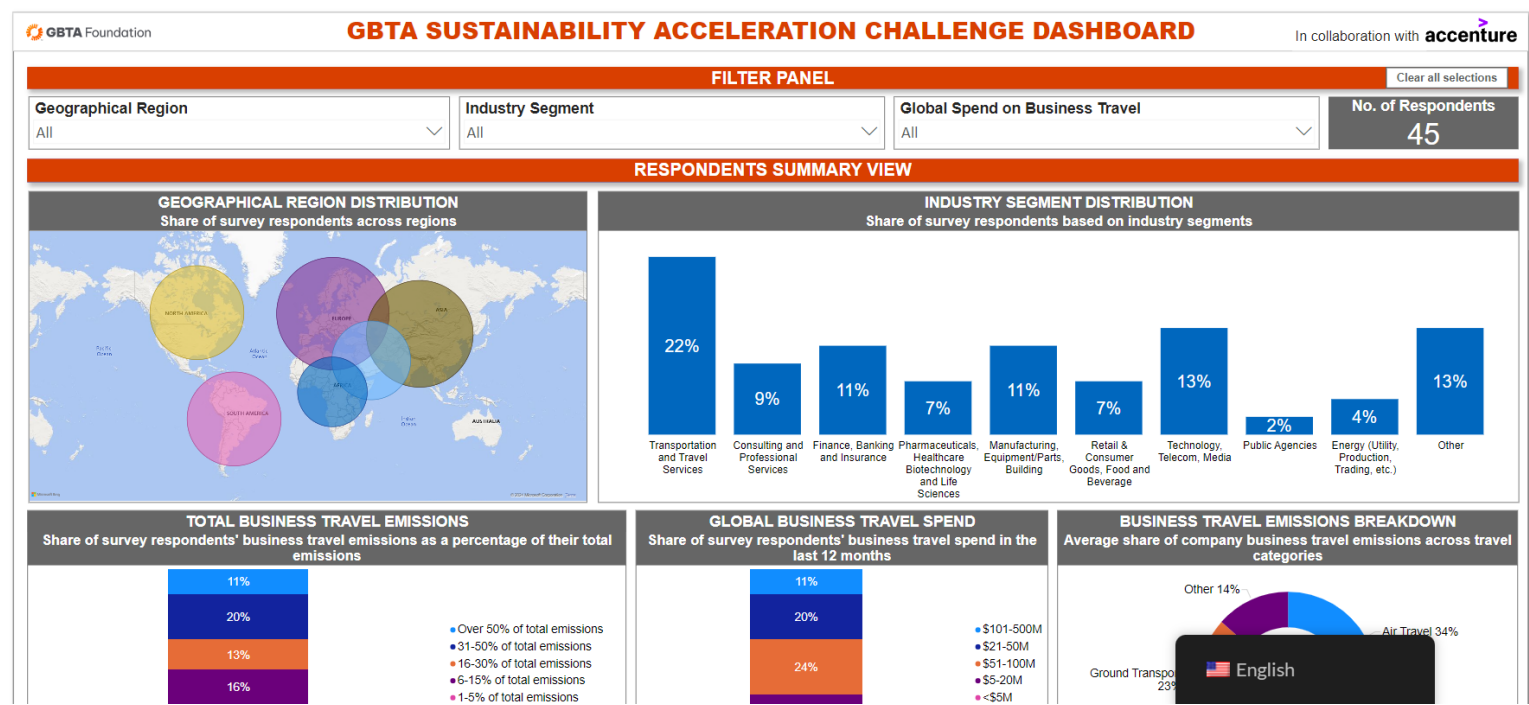 GBTA Foundation
GBTA SUSTAINABILITY ACCELERATION CHALLENGE DASHBOARD
In collaboration with accenture
FILTER PANEL
Clear all selections
Geographical Region
All
Industry Segment
All
Global Spend on Business Travel
All
No. of Respondents
45
RESPONDENTS SUMMARY VIEW
GEOGRAPHICAL REGION DISTRIBUTION
Share of survey respondents across regions
NORTH AMERICA
EUROPE
ASIA
Pacific
Ocean
Atlantic
Ocean
AFRICA
SOUTH AMERICA
Indian
Ocean
AUSTRALIA
Microsoft Bing
INDUSTRY SEGMENT DISTRIBUTION
Share of survey respondents based on industry segments
22%
9%
11%
7%
11%
7%
13%
2%
4%
13%
Transportation
and Travel
Services
Consulting and
Professional
Services
Finance, Banking
and Insurance
Pharmaceuticals,
Healthcare
Biotechnology
and Life
Sciences
Manufacturing,
Equipment/Parts,
Building
Retail &
Consumer
Goods, Food and
Beverage
Technology,
Telecom, Media
Public Agencies
Energy (Utility,
Production,
Trading, etc.)
Other
TOTAL BUSINESS TRAVEL EMISSIONS
Share of survey respondents' business travel emissions as a percentage of their total
emissions
11%
20%
13%
16%
Over 50% of total emissions
31-50% of total emissions
16-30% of total emissions
6-15% of total emissions
1-5% of total emissions
GLOBAL BUSINESS TRAVEL SPEND
Share of survey respondents' business travel spend in the
last 12 months
11%
20%
24%
$101-500M
$21-50M
$51-100M
$5-20M
<$5M
BUSINESS TRAVEL EMISSIONS BREAKDOWN
Average share of company business travel emissions across travel
categories
Other 14%
Air Travel 34%
Ground Transpo
23%
English